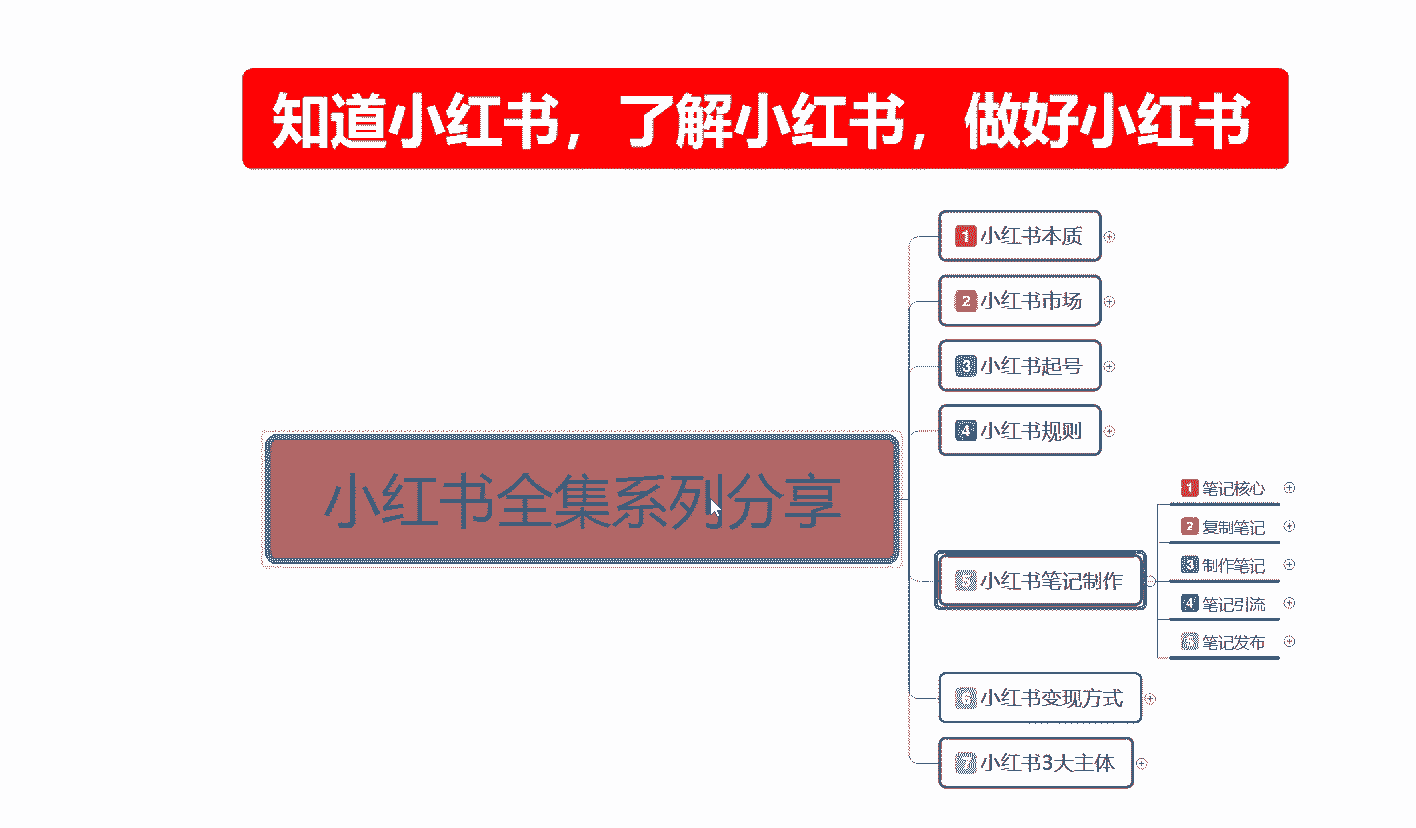 知道小红书，了解小红书，做好小红书
小红书全集系列分享
1 小红书本质
2 小红书市场
3 小红书起号
4 小红书规则
5 小红书笔记制作
1 笔记核心
2 复制笔记
3 制作笔记
4 笔记引流
5 笔记发布
6 小红书变现方式
7 小红书3大主体